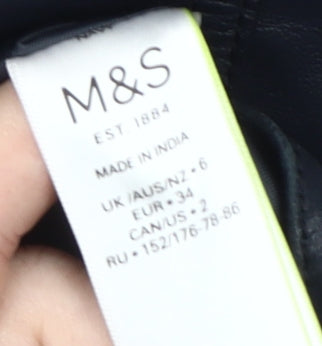 NAVY
M&S
EST. 1884
MADE IN INDIA
UK/AUS/NZ • 6
EUR • 34
CAN/US • 2
RU • 152/176-78-86